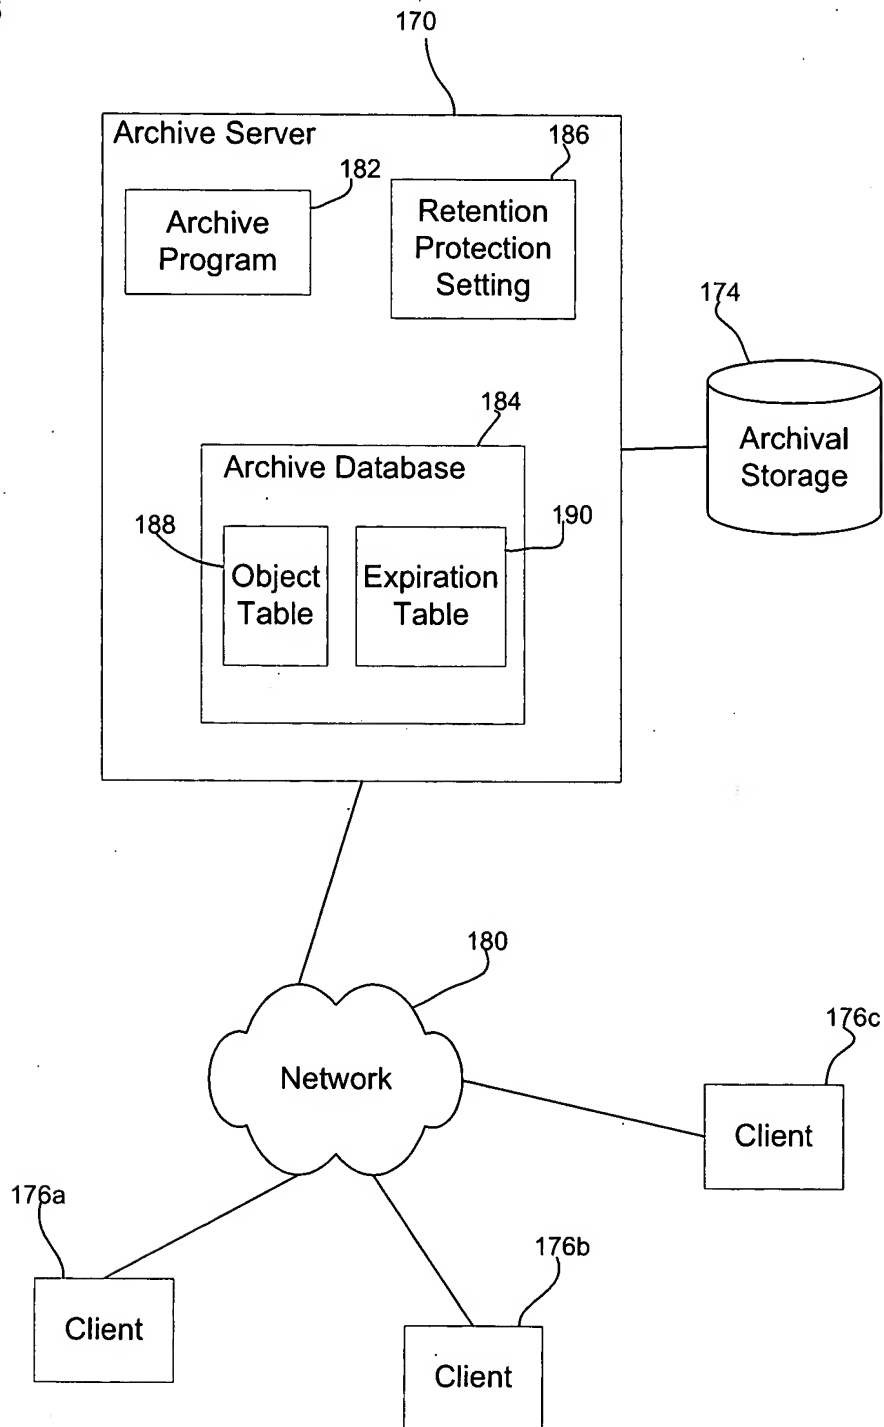 170
Archive Server
186
182
Archive
Program
Retention
Protection
Setting
174
Archival
Storage
184
Archive Database
188
190
Object
Table
Expiration
Table
180
Network
176c
Client
176a
Client
176b
Client